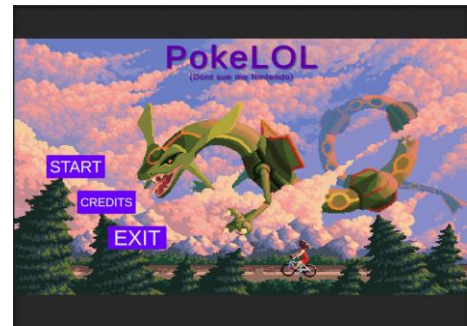 PokeLOL
(Dont sue me Nintendo)
START
CREDITS
EXIT